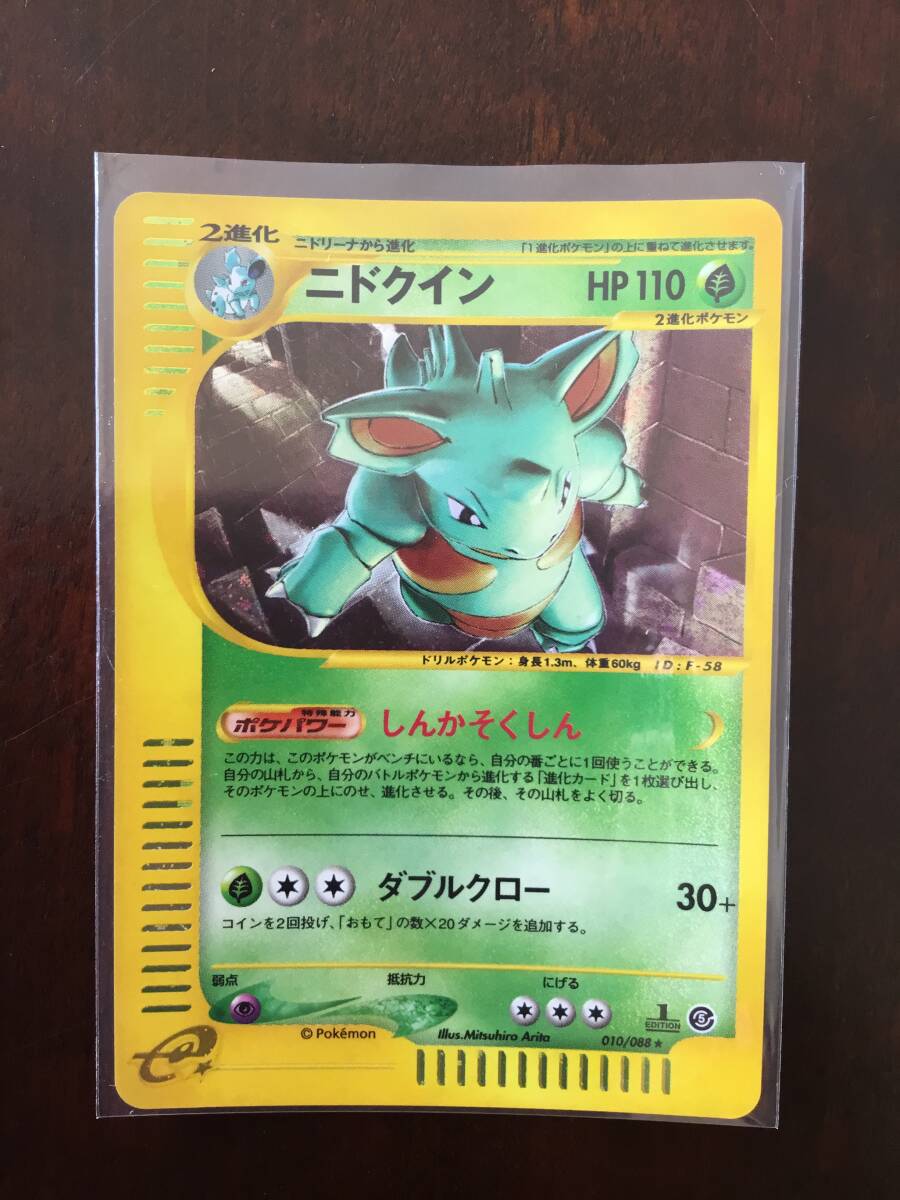 2進化
ニドリーナから進化
「1進化ポケモン」の上に重ねて進化させます。
ニドクイン HP 110
2進化ポケモン
ドリルポケモン：身長1.3m、体重60kg ID:F-58
特殊能力
ポケパワー しんかそくしん
この力は、このポケモンがベンチにいるなら、自分の番ごとに1回使うことができる。
自分の山札から、自分のバトルポケモンから進化する「進化カード」を1枚選び出し、
そのポケモンの上にのせ、進化させる。その後、その山札をよく切る。
ダブルクロー 30+
コインを2回投げ、「おもて」の数×20ダメージを追加する。
弱点 抵抗力 にげる
1
EDITION
5
© Pokémon Illus.Mitsuhiro Arita 010/088 ★
e